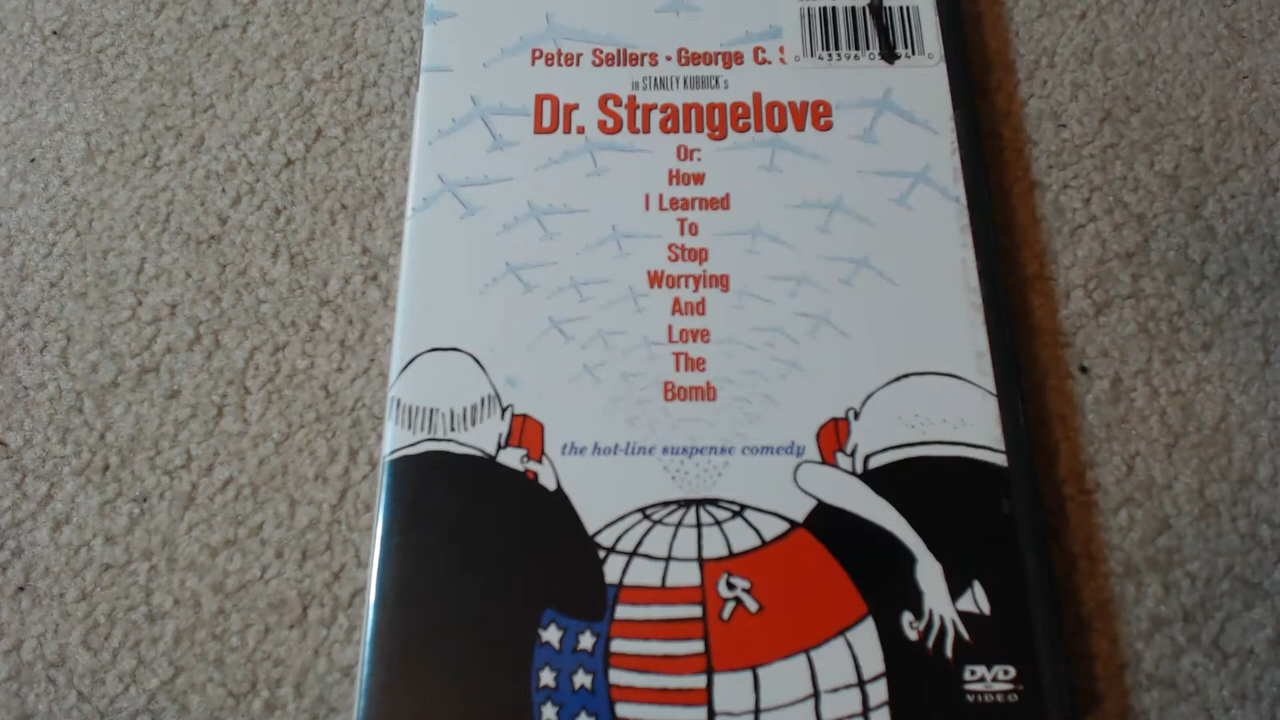 Peter Sellers • George C.
in STANLEY KUBRICK's
Dr. Strangelove
Or:
How
I Learned
To
Stop
Worrying
And
Love
The
Bomb
the hot-line suspense comedy
DVD
VIDEO